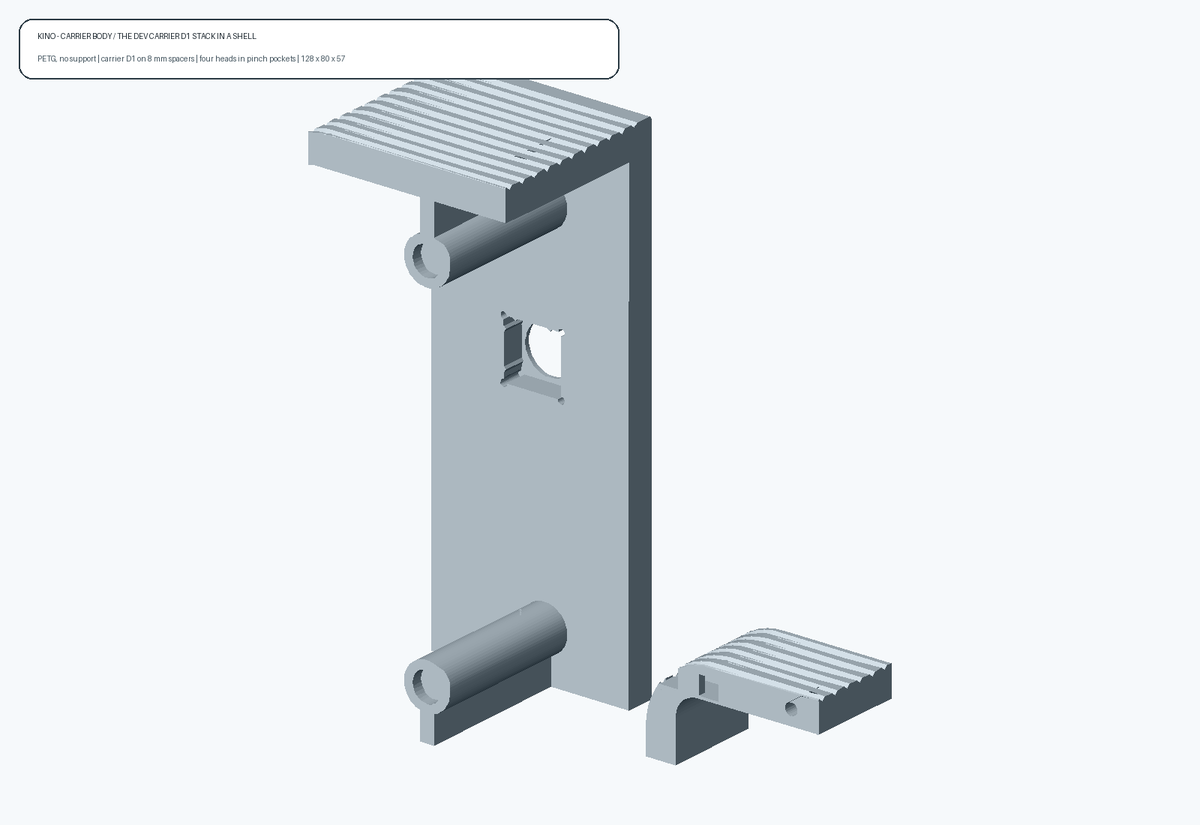 KINO - CARRIER BODY / THE DEV CARRIER D1 STACK IN A SHELL
PETG, no support | carrier D1 on 8 mm spacers | four heads in pinch pockets | 128 x 80 x 57